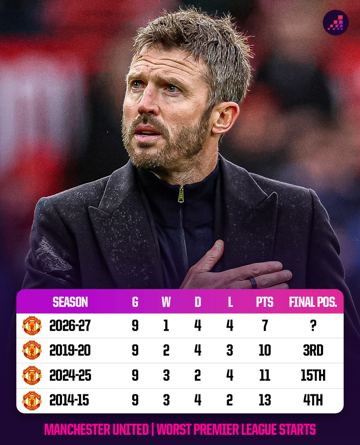 SEASON G W D L PTS FINAL POS.
2026-27 9 1 4 4 7 ?
2019-20 9 2 4 3 10 3RD
2024-25 9 3 2 4 11 15TH
2014-15 9 3 4 2 13 4TH
MANCHESTER UNITED | WORST PREMIER LEAGUE STARTS